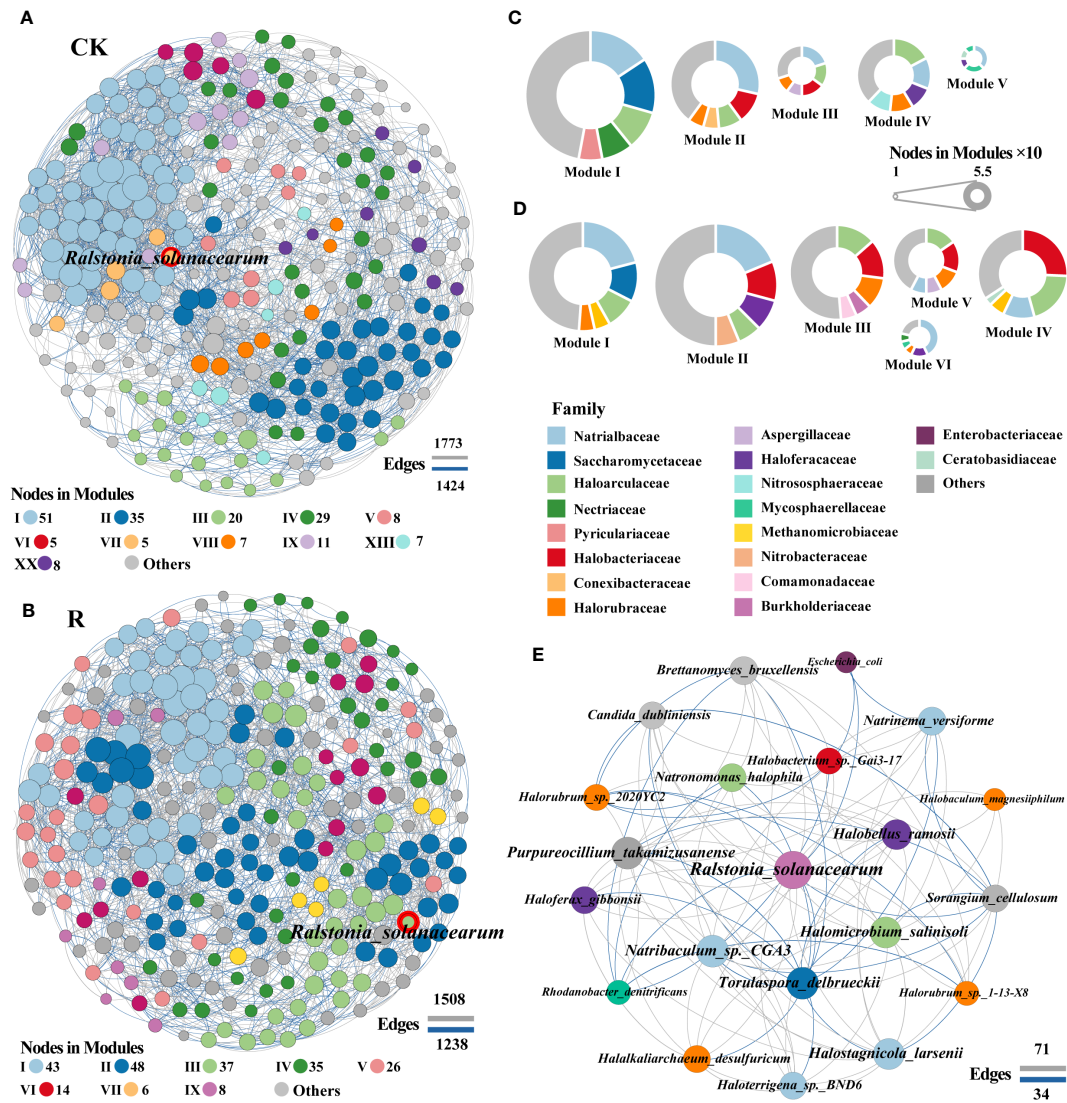 A
CK
Ralstonia_solanacearum
1773
Edges
1424
Nodes in Modules
I 51 II 35 III 20 IV 29 V 8
VI 5 VII 5 VIII 7 IX 11 XIII 7
XX 8 Others
B
R
Ralstonia_solanacearum
1508
Edges
1238
Nodes in Modules
I 43 II 48 III 37 IV 35 V 26
VI 14 VII 6 IX 8 Others
C
Module I
Module II
Module III
Module IV
Module V
Nodes in Modules ×10
1 5.5
D
Module I
Module II
Module III
Module V
Module IV
Module VI
Family
Natrialbaceae
Saccharomycetaceae
Haloarculaceae
Nectriaceae
Pyriculariaceae
Halobacteriaceae
Conexibacteraceae
Halorubraceae
Aspergillaceae
Haloferacaceae
Nitrososphaeraceae
Mycosphaerellaceae
Methanomicrobiaceae
Nitrobacteraceae
Comamonadaceae
Burkholderiaceae
Enterobacteriaceae
Ceratobasidiaceae
Others
E
Escherichia_coli
Brettanomyces_bruxellensis
Candida_dubliniensis
Natrinema_versiforme
Halobacterium_sp._Gai3-17
Natronomonas_halophila
Halorubrum_sp._2020YC2
Halobaculum_magnesiiphilum
Halobellus_ramosii
Purpureocillium_takamizusanense
Ralstonia_solanacearum
Haloferax_gibbonsii
Sorangium_cellulosum
Halomicrobium_salinisoli
Natribaculum_sp._CGA3
Torulaspora_delbrueckii
Rhodanobacter_denitrificans
Halorubrum_sp._1-13-X8
Halalkaliarchaeum_desulfuricum
Halostagnicola_larsenii
Haloterrigena_sp._BND6
71
Edges
34